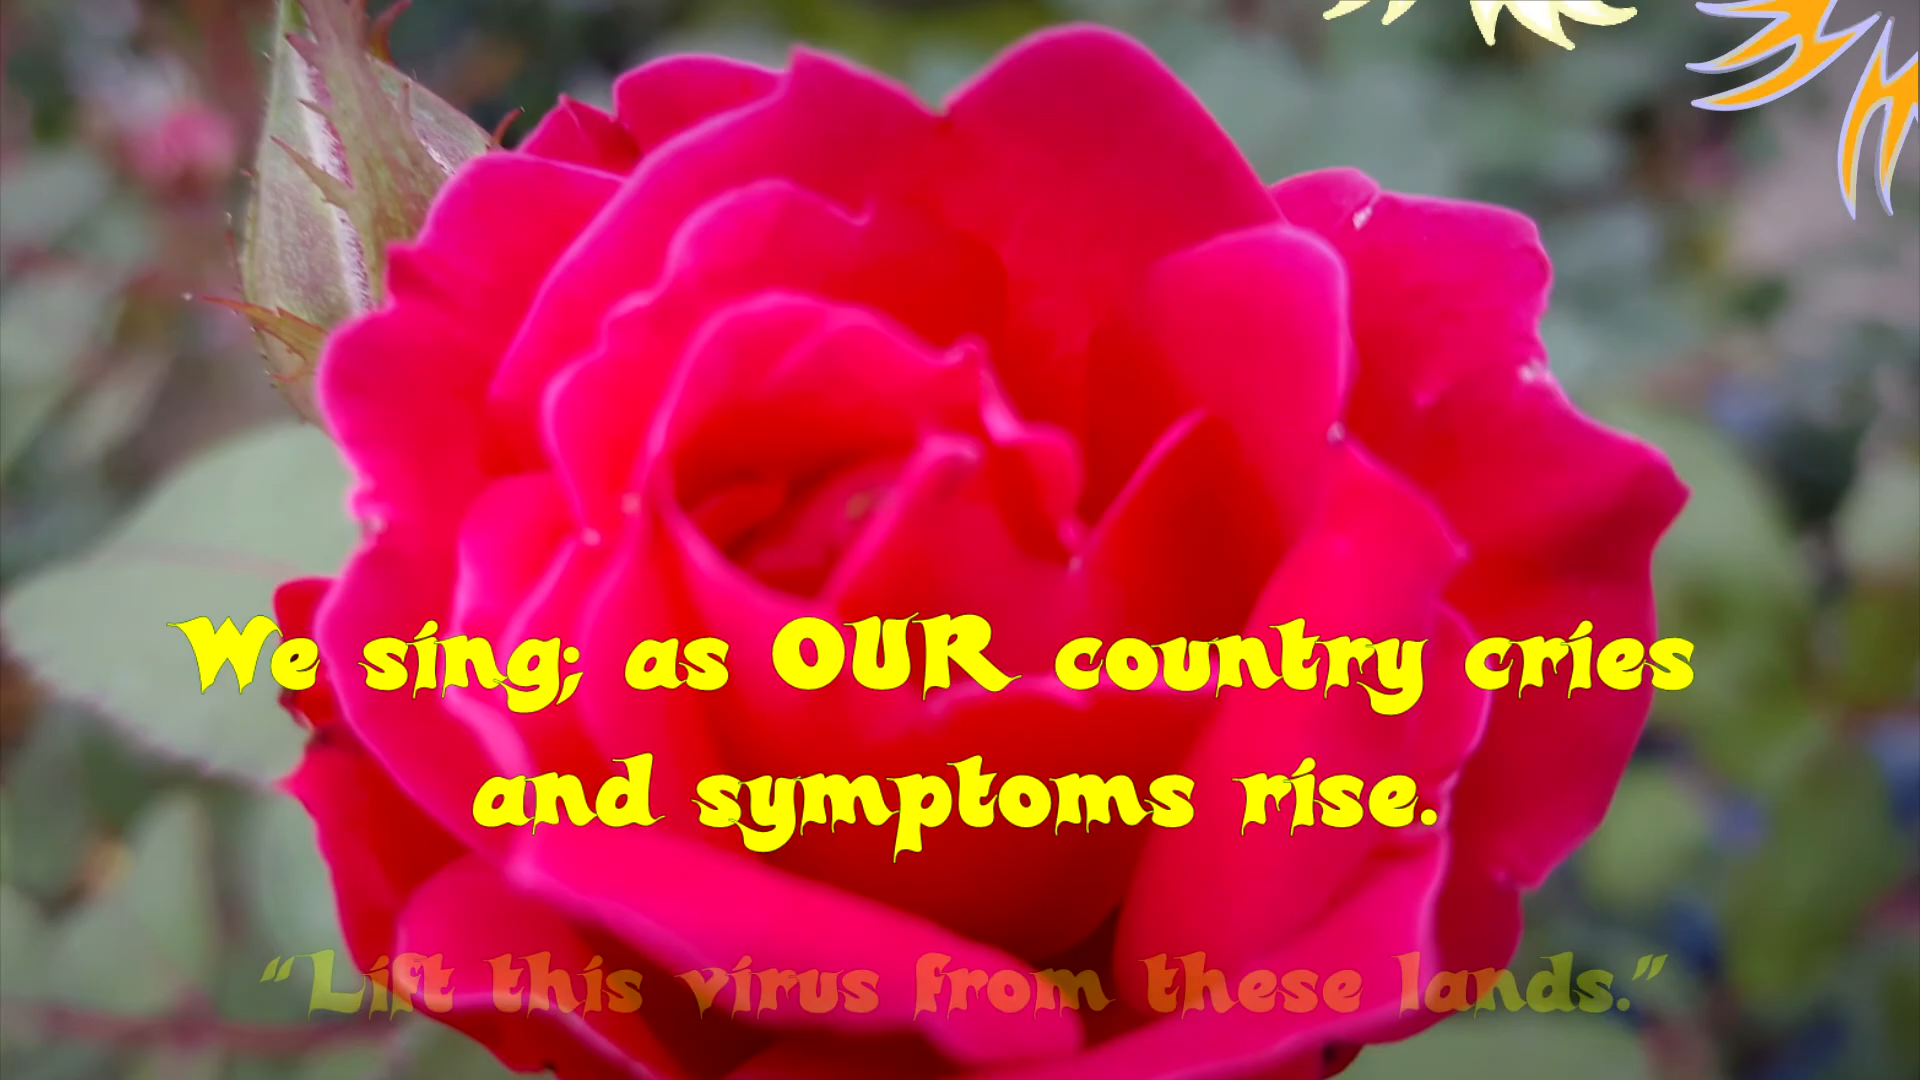 We sing; as OUR country cries
and symptoms rise.
“Lift this virus from these lands.”